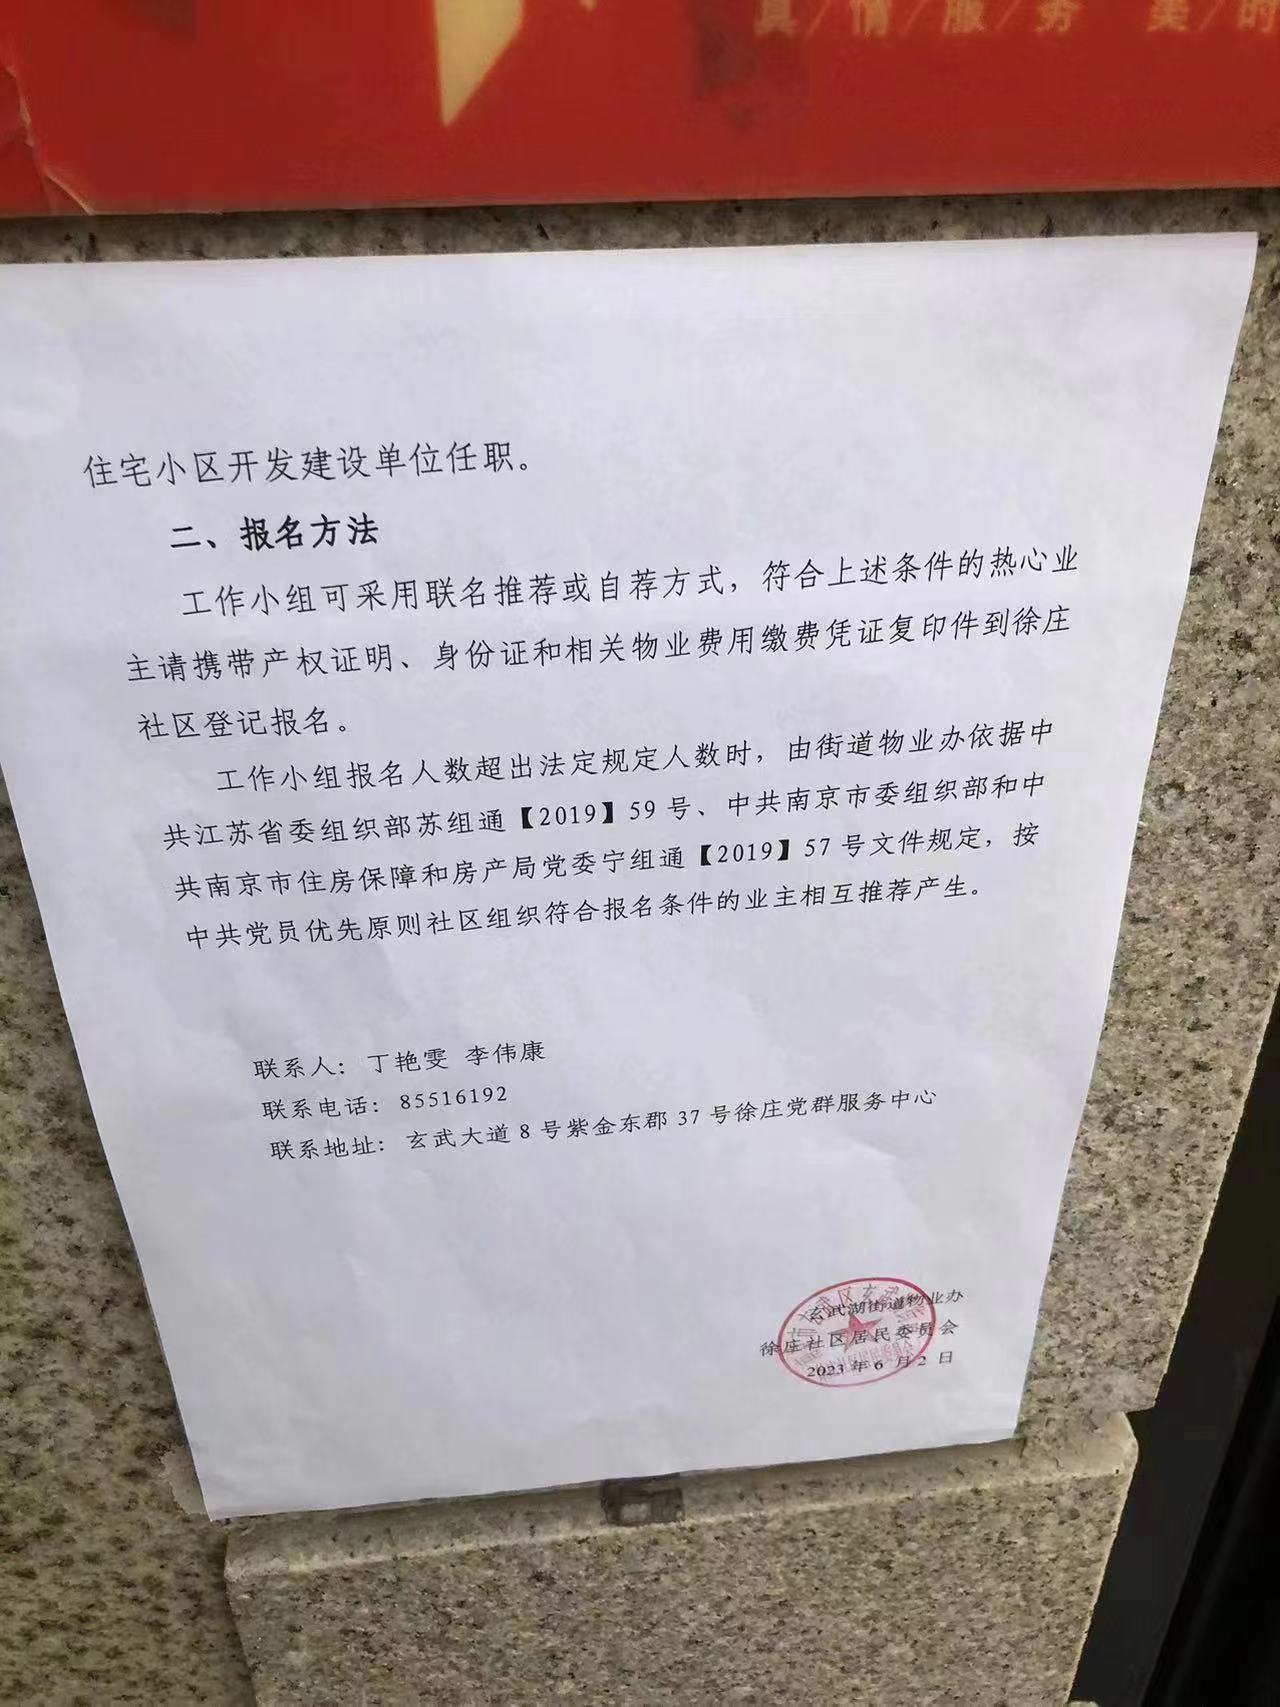 真/情/服/务 美/时
住宅小区开发建设单位任职。
二、报名方法
工作小组可采用联名推荐或自荐方式，符合上述条件的热心业
主请携带产权证明、身份证和相关物业费用缴费凭证复印件到徐庄
社区登记报名。
工作小组报名人数超出法定规定人数时，由街道物业办依据中
共江苏省委组织部苏组通【2019】59号、中共南京市委组织部和中
共南京市住房保障和房产局党委宁组通【2019】57号文件规定，按
中共党员优先原则社区组织符合报名条件的业主相互推荐产生。
联系人：丁艳雯 李伟康
联系电话：85516192
联系地址：玄武大道8号紫金东郡37号徐庄党群服务中心
玄武湖街道物业办
徐庄社区居民委员会
2023年6月2日